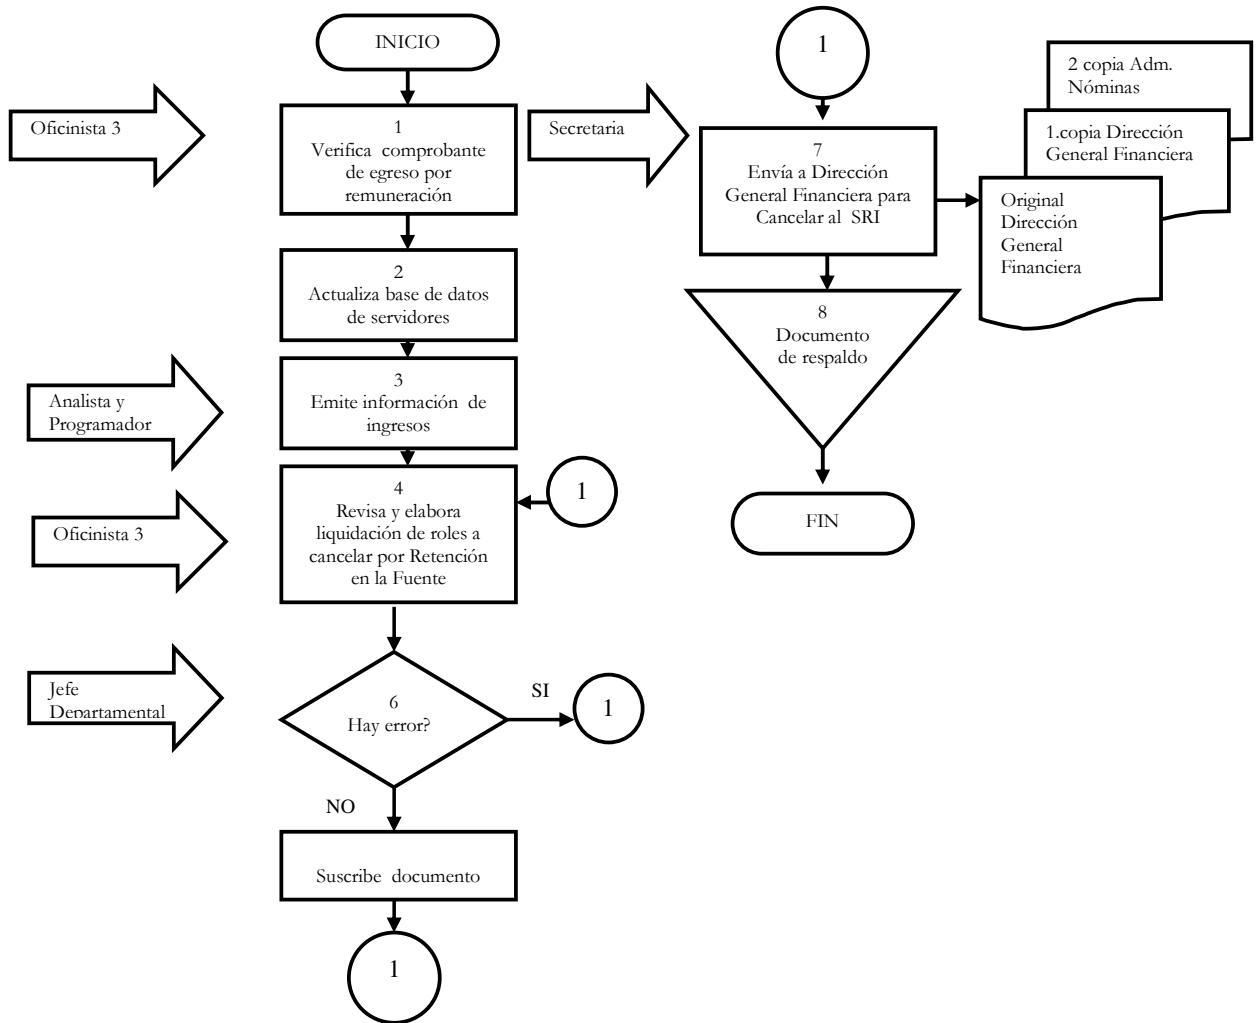 INICIO
Oficinista 3
1
Verifica comprobante
de egreso por
remuneración
2
Actualiza base de datos
de servidores
Analista y
Programador
3
Emite información de
ingresos
Oficinista 3
4
Revisa y elabora
liquidación de roles a
cancelar por Retención
en la Fuente
1
Jefe
Departamental
6
Hay error?
SI
1
NO
Suscribe documento
1
1
Secretaria
7
Envía a Dirección
General Financiera para
Cancelar al SRI
2 copia Adm.
Nóminas
1.copia Dirección
General Financiera
Original
Dirección
General
Financiera
8
Documento
de respaldo
FIN